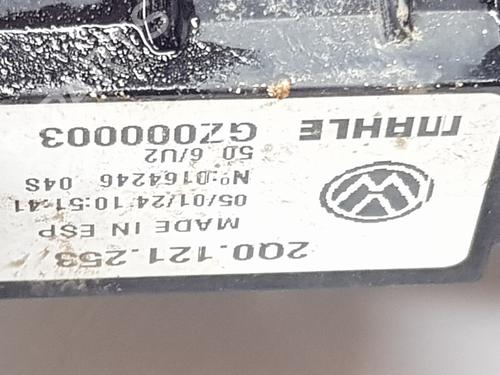 2Q0.121.253
MADE IN ESP
05/01/24 10:51:41
Nº:0164246 04S
50 6/U2
MAHLE GZ000003